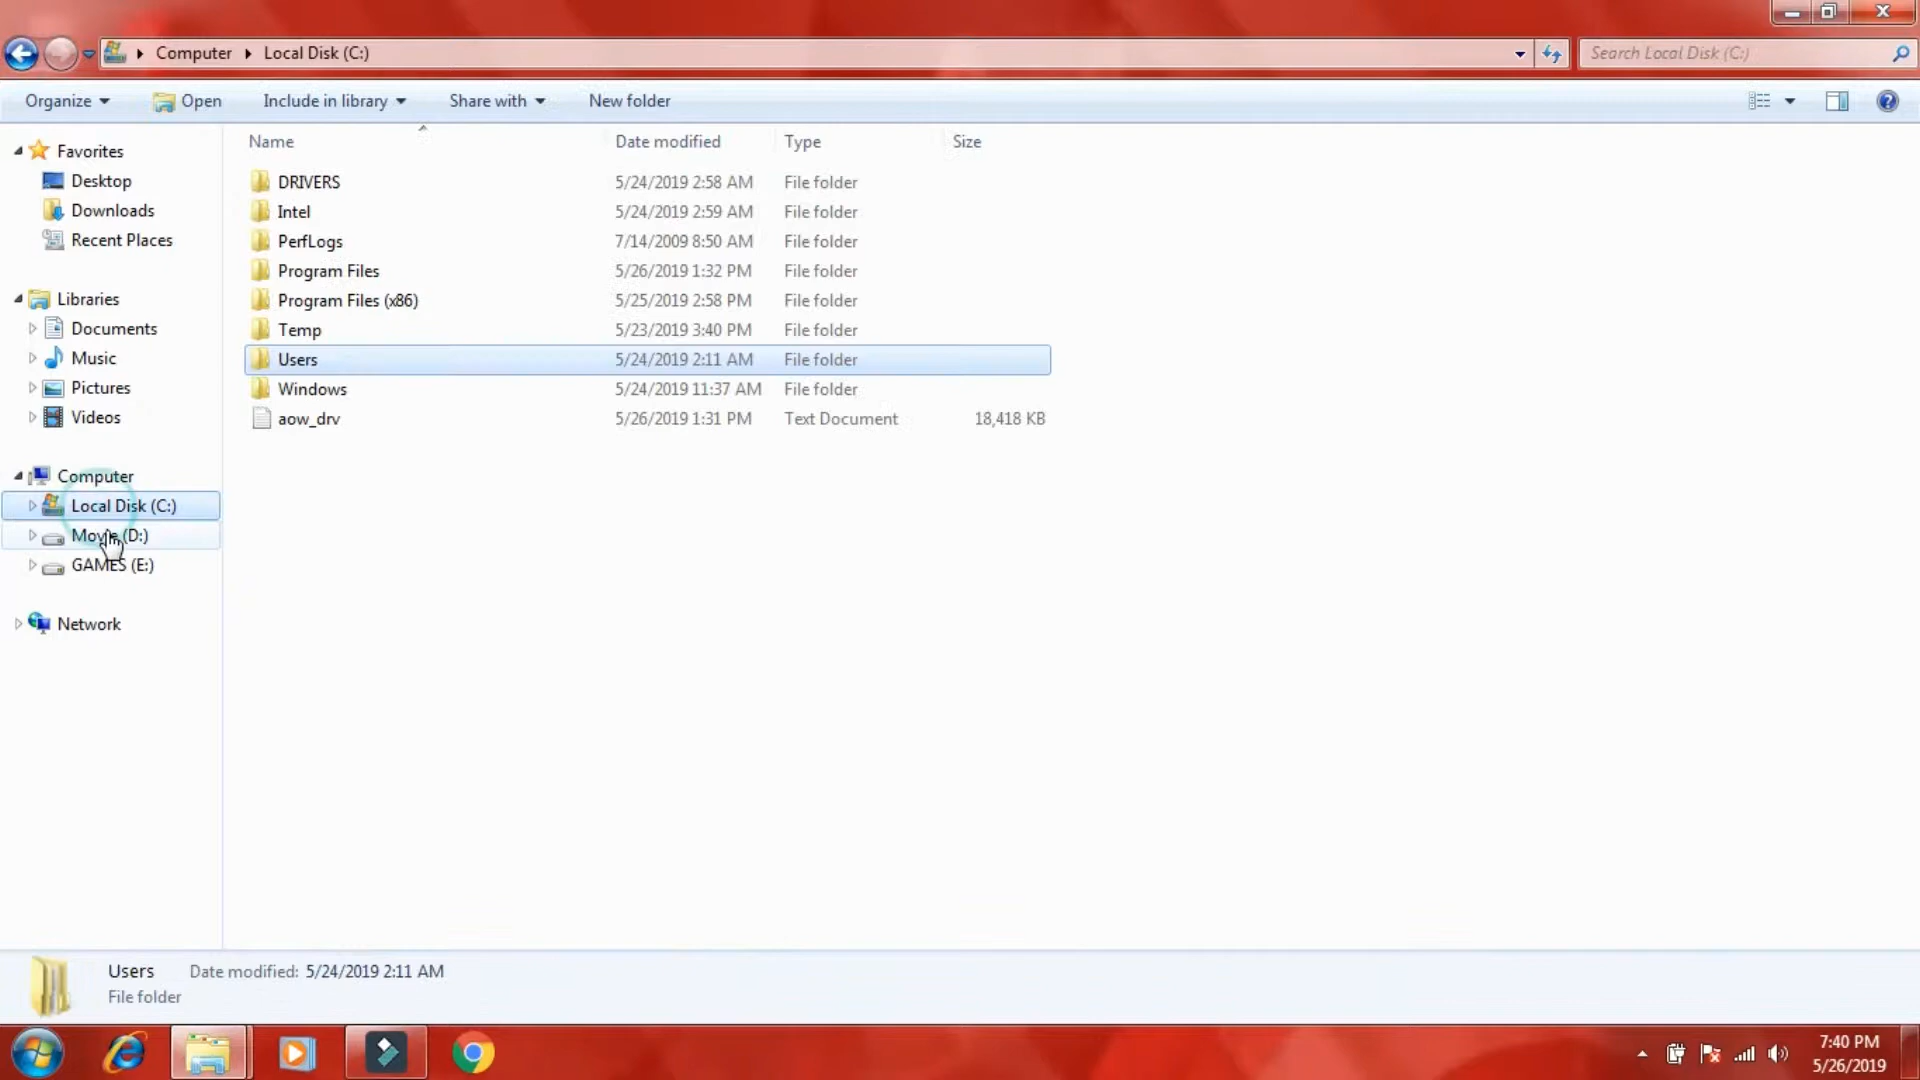 Computer Local Disk (C:)
Search Local Disk (C:)
Organize Open Include in library Share with New folder
Name Date modified Type Size
Favorites
Desktop
Downloads
Recent Places
Libraries
Documents
Music
Pictures
Videos
Computer
Local Disk (C:)
Movie (D:)
GAMES (E:)
Network
DRIVERS 5/24/2019 2:58 AM File folder
Intel 5/24/2019 2:59 AM File folder
PerfLogs 7/14/2009 8:50 AM File folder
Program Files 5/26/2019 1:32 PM File folder
Program Files (x86) 5/25/2019 2:58 PM File folder
Temp 5/23/2019 3:40 PM File folder
Users 5/24/2019 2:11 AM File folder
Windows 5/24/2019 11:37 AM File folder
aow_drv 5/26/2019 1:31 PM Text Document 18,418 KB
Users Date modified: 5/24/2019 2:11 AM
File folder
7:40 PM
5/26/2019